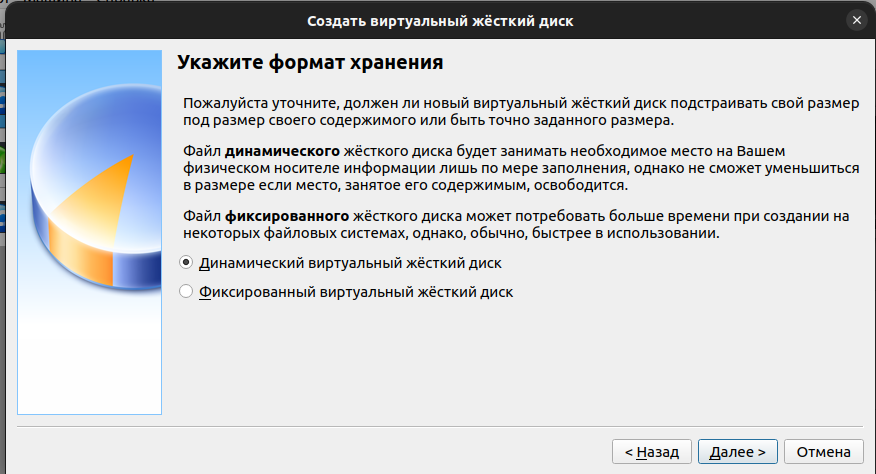 Создать виртуальный жёсткий диск
Укажите формат хранения
Пожалуйста уточните, должен ли новый виртуальный жёсткий диск подстраивать свой размер
под размер своего содержимого или быть точно заданного размера.
Файл динамического жёсткого диска будет занимать необходимое место на Вашем
физическом носителе информации лишь по мере заполнения, однако не сможет уменьшиться
в размере если место, занятое его содержимым, освободится.
Файл фиксированного жёсткого диска может потребовать больше времени при создании на
некоторых файловых системах, однако, обычно, быстрее в использовании.
Динамический виртуальный жёсткий диск
Фиксированный виртуальный жёсткий диск
< Назад Далее > Отмена